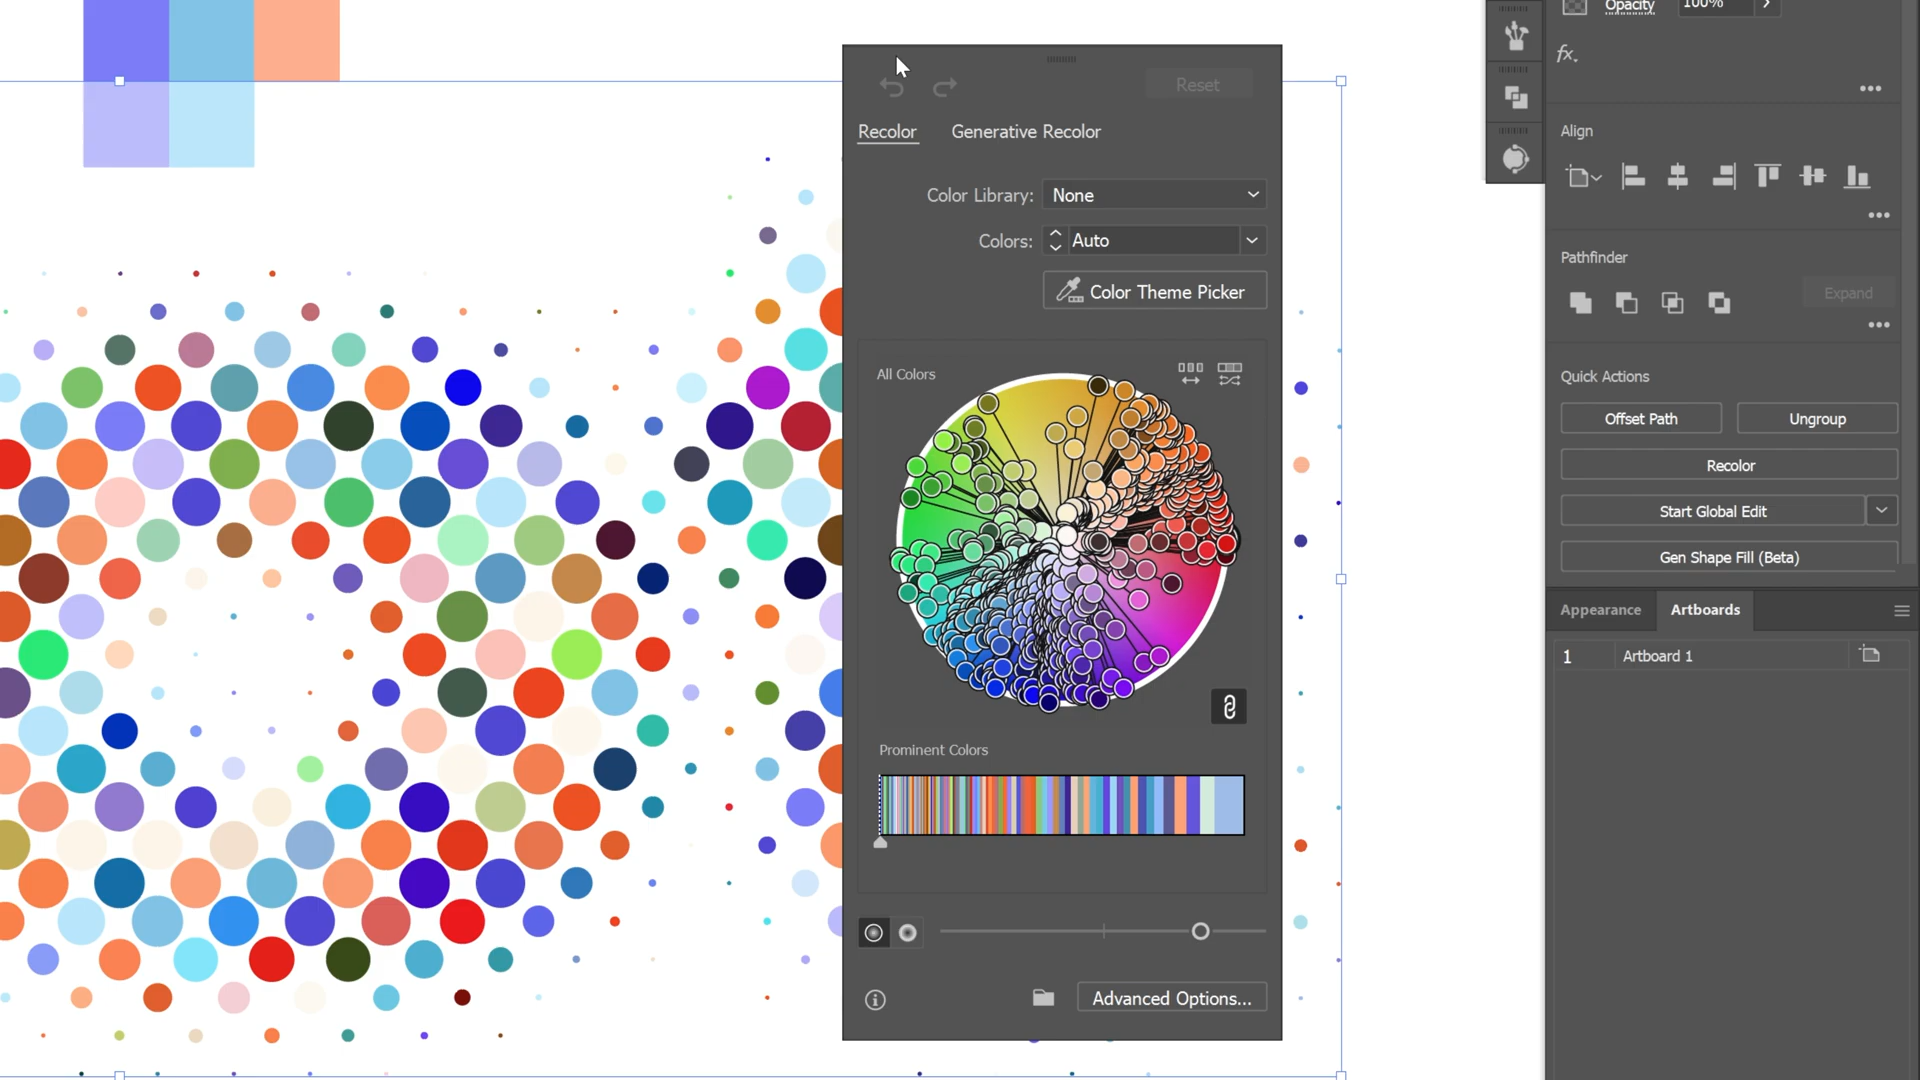 Opacity 100%
fx.
Reset
Recolor Generative Recolor
Align
Color Library: None
Colors: Auto
Color Theme Picker
Pathfinder
Expand
All Colors
Quick Actions
Offset Path Ungroup
Recolor
Start Global Edit
Gen Shape Fill (Beta)
Appearance Artboards
1 Artboard 1
Prominent Colors
Advanced Options...